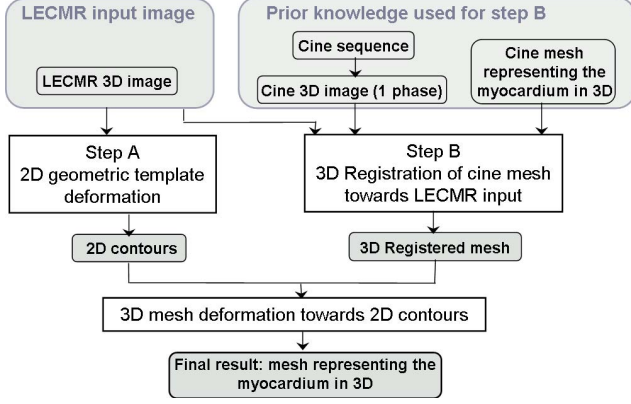 LECMR input image
Prior knowledge used for step B
LECMR 3D image
Cine sequence
Cine 3D image (1 phase)
Cine mesh
representing the
myocardium in 3D
Step A
2D geometric template
deformation
Step B
3D Registration of cine mesh
towards LECMR input
2D contours
3D Registered mesh
3D mesh deformation towards 2D contours
Final result: mesh representing the
myocardium in 3D